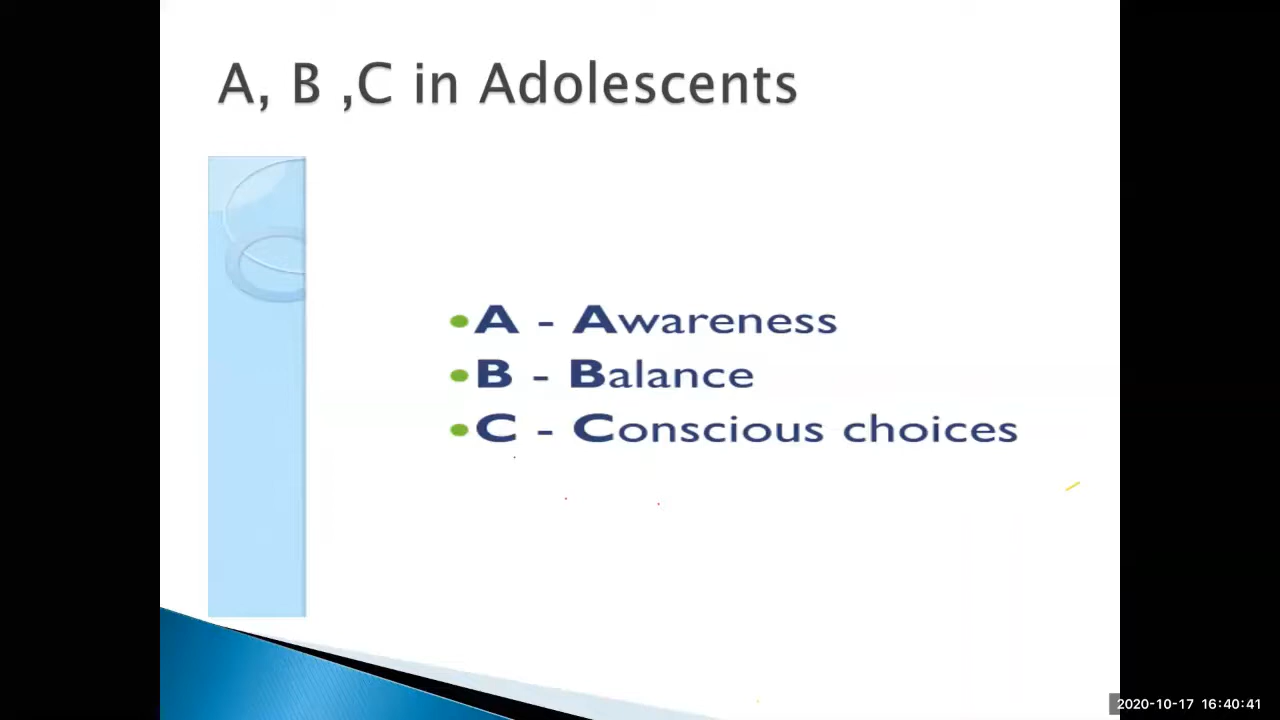 A, B ,C in Adolescents
•A - Awareness
•B - Balance
•C - Conscious choices
2020-10-17 16:40:41